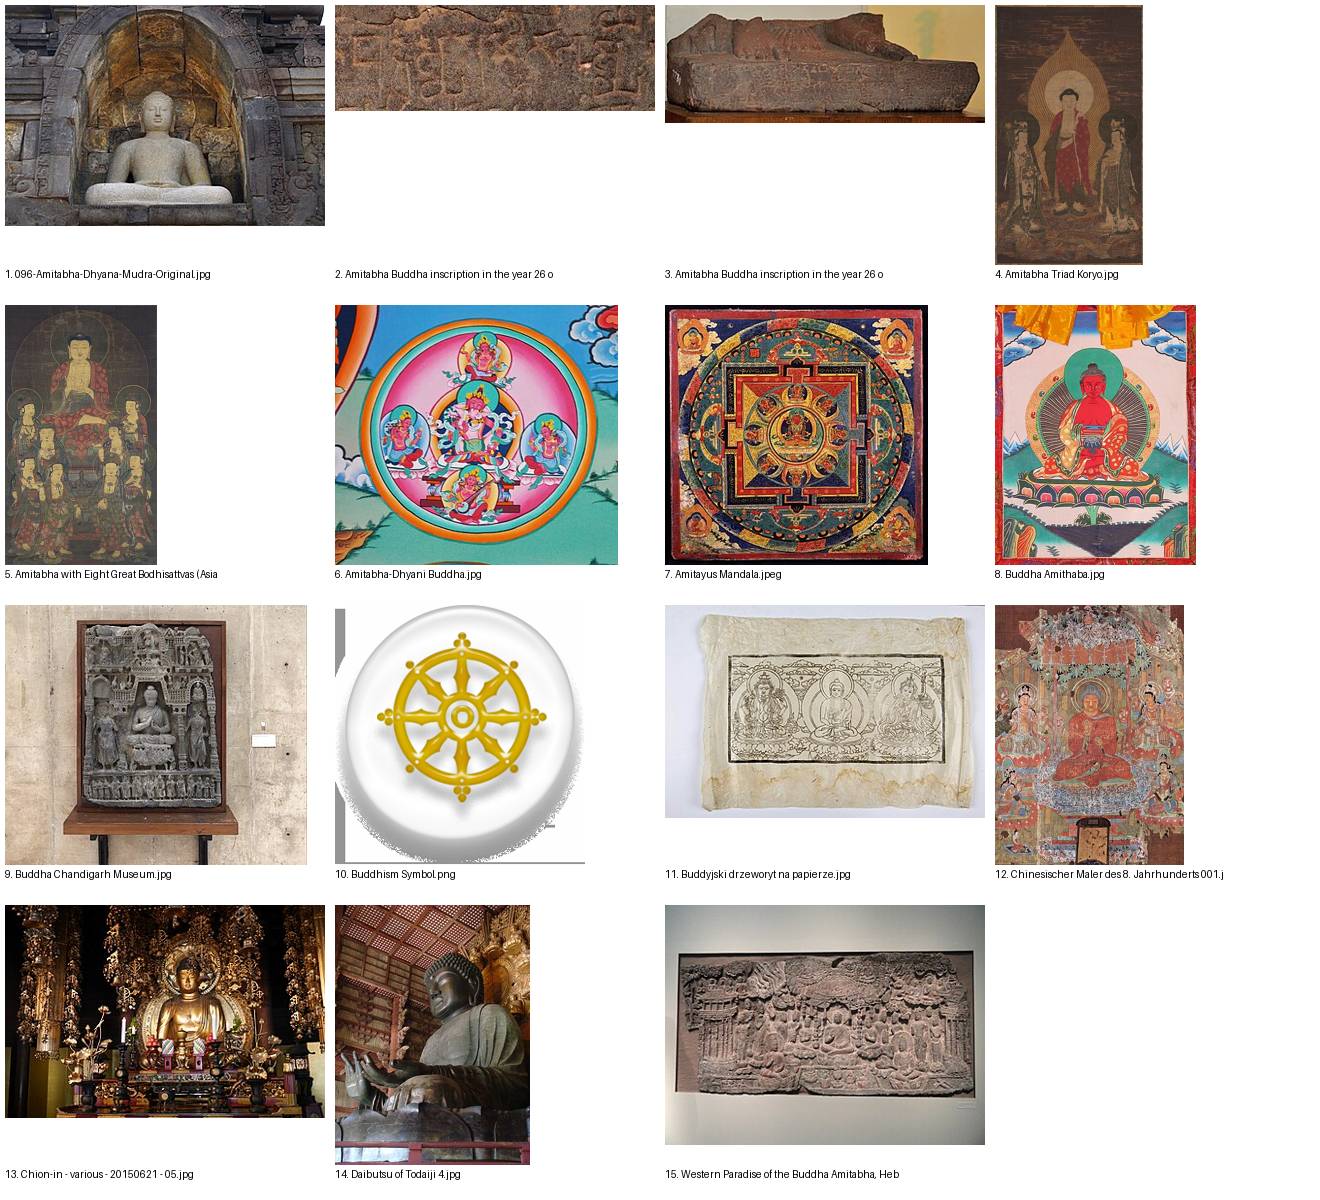 1. 096-Amitabha-Dhyana-Mudra-Original.jpg
2. Amitabha Buddha inscription in the year 26 o
3. Amitabha Buddha inscription in the year 26 o
4. Amitabha Triad Koryo.jpg
5. Amitabha with Eight Great Bodhisattvas (Asia
6. Amitabha-Dhyani Buddha.jpg
7. Amitayus Mandala.jpeg
8. Buddha Amithaba.jpg
9. Buddha Chandigarh Museum.jpg
10. Buddhism Symbol.png
11. Buddyjski drzeworyt na papierze.jpg
12. Chinesischer Maler des 8. Jahrhunderts 001.j
13. Chion-in - various - 20150621 - 05.jpg
14. Daibutsu of Todaiji 4.jpg
15. Western Paradise of the Buddha Amitabha, Heb